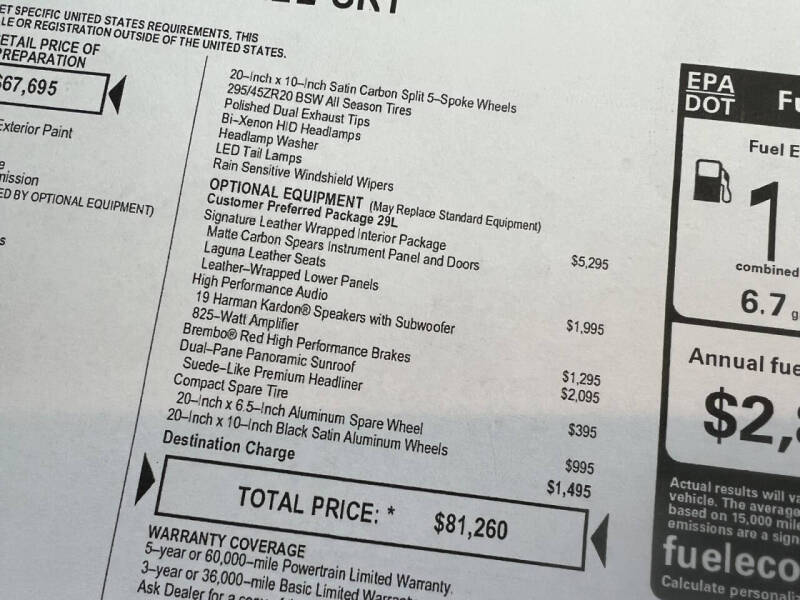 ET SPECIFIC UNITED STATES REQUIREMENTS. THIS
LE OR REGISTRATION OUTSIDE OF THE UNITED STATES.
ETAIL PRICE OF
PREPARATION
$67,695
Exterior Paint
mission
ED BY OPTIONAL EQUIPMENT)
20–Inch x 10–Inch Satin Carbon Split 5–Spoke Wheels
295/45ZR20 BSW All Season Tires
Polished Dual Exhaust Tips
Bi–Xenon HID Headlamps
Headlamp Washer
LED Tail Lamps
Rain Sensitive Windshield Wipers
OPTIONAL EQUIPMENT (May Replace Standard Equipment)
Customer Preferred Package 29L
Signature Leather Wrapped Interior Package $5,295
Matte Carbon Spears Instrument Panel and Doors
Laguna Leather Seats
Leather–Wrapped Lower Panels
High Performance Audio $1,995
19 Harman Kardon® Speakers with Subwoofer
825–Watt Amplifier
Brembo® Red High Performance Brakes $1,295
Dual–Pane Panoramic Sunroof $2,095
Suede–Like Premium Headliner
Compact Spare Tire $395
20–Inch x 6.5–Inch Aluminum Spare Wheel
20–Inch x 10–Inch Black Satin Aluminum Wheels $995
Destination Charge $1,495
TOTAL PRICE: * $81,260
WARRANTY COVERAGE
5–year or 60,000–mile Powertrain Limited Warranty.
3–year or 36,000–mile Basic Limited Warrant
Ask Dealer for a
EPA
DOT
Fu
Fuel E
1
combined
6.7 g
Annual fue
$2,
Actual results will va
vehicle. The average
based on 15,000 mile
emissions are a sign
fueleco
Calculate personaliz